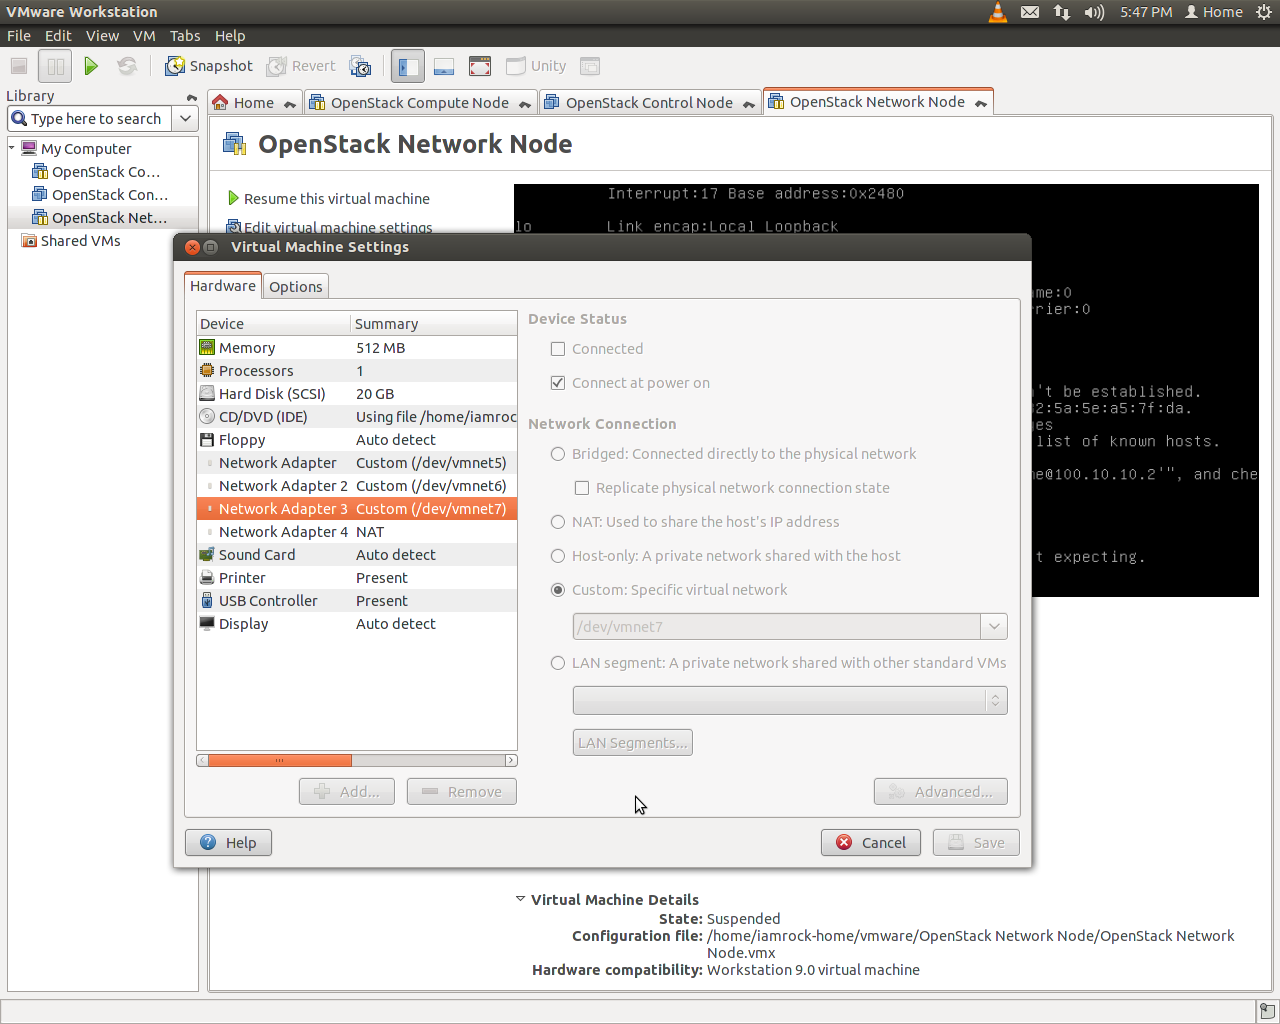 VMware Workstation
5:47 PM Home
File Edit View VM Tabs Help
Snapshot Revert Unity
Library
Type here to search
Home OpenStack Compute Node OpenStack Control Node OpenStack Network Node
My Computer
OpenStack Co...
OpenStack Con...
OpenStack Net...
Shared VMs
OpenStack Network Node
Resume this virtual machine
Edit virtual machine settings
Interrupt:17 Base address:0x2480
lo Link encap:Local Loopback
me:0
rrier:0
n't be established.
02:5a:5e:a5:7f:da.
ges
list of known hosts.
me@100.10.10.2'", and che
t expecting.
Virtual Machine Settings
Hardware Options
Device Summary
Memory 512 MB
Processors 1
Hard Disk (SCSI) 20 GB
CD/DVD (IDE) Using file /home/iamroc
Floppy Auto detect
Network Adapter Custom (/dev/vmnet5)
Network Adapter 2 Custom (/dev/vmnet6)
Network Adapter 3 Custom (/dev/vmnet7)
Network Adapter 4 NAT
Sound Card Auto detect
Printer Present
USB Controller Present
Display Auto detect
Add... Remove
Device Status
Connected
Connect at power on
Network Connection
Bridged: Connected directly to the physical network
Replicate physical network connection state
NAT: Used to share the host's IP address
Host-only: A private network shared with the host
Custom: Specific virtual network
/dev/vmnet7
LAN segment: A private network shared with other standard VMs
LAN Segments...
Advanced...
Help Cancel Save
Virtual Machine Details
State: Suspended
Configuration file: /home/iamrock-home/vmware/OpenStack Network Node/OpenStack Network
Node.vmx
Hardware compatibility: Workstation 9.0 virtual machine